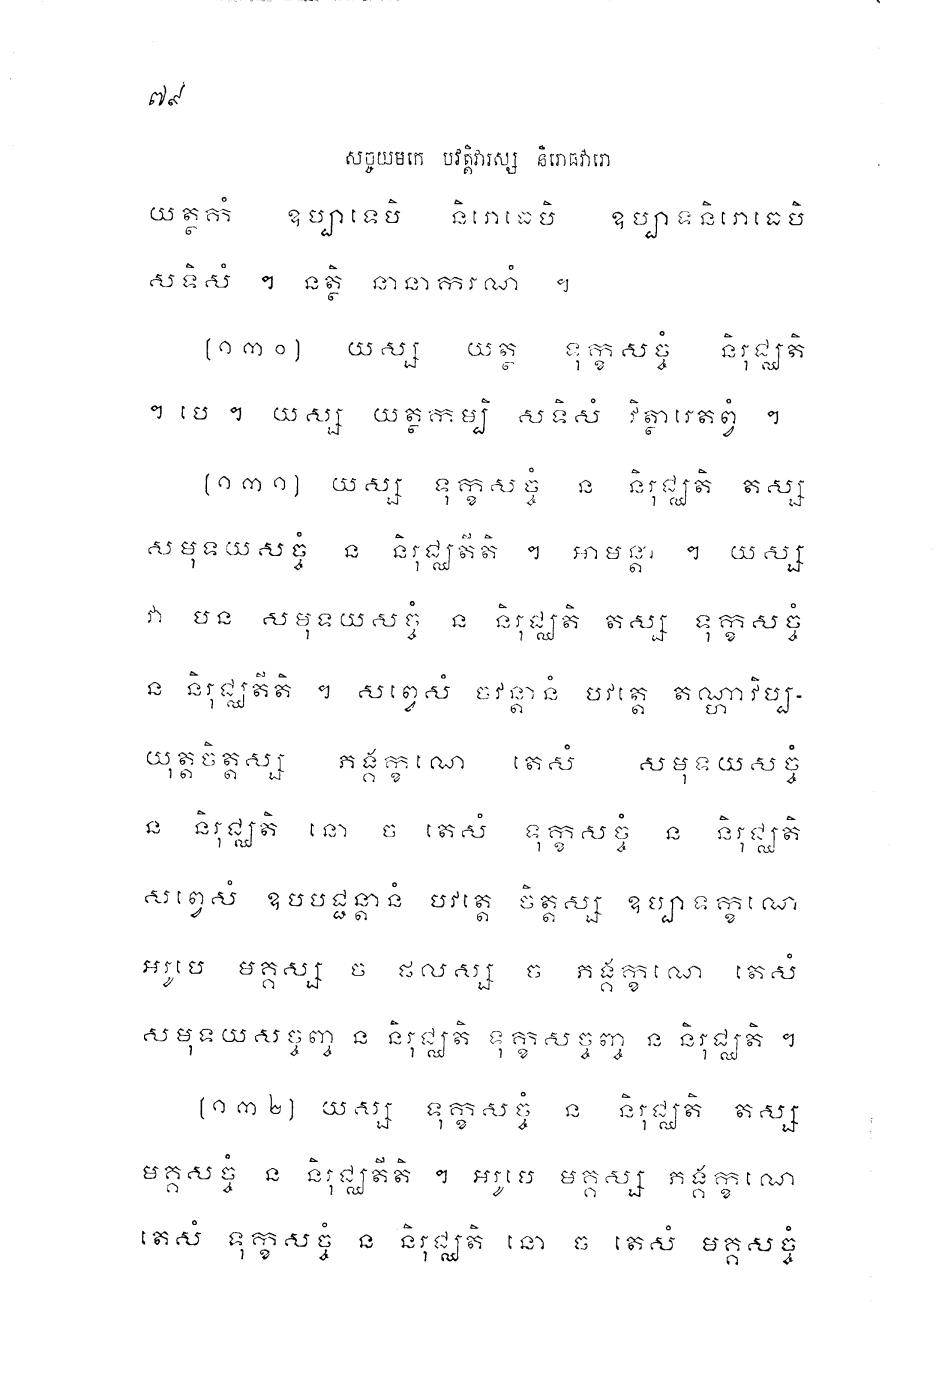 ៧៩
សច្ចយមកេ បវត្តិវារស្ស និរោធវារោ
យត្ថកាំ ឧប្បាទេបិ និរោធេបិ ឧប្បាទនិរោធេបិ
សទិសំ ។ នត្ថិ នានាករណំ ។
(១៣០) យស្ស យត្ថ ទុក្ខសច្ចំ និរុជ្ឈតិ
។ បេ ។ យស្ស យត្ថកម្បិ សទិសំ វិត្ថារេតព្វំ ។
(១៣១) យស្ស ទុក្ខសច្ចំ ន និរុជ្ឈតិ តស្ស
សមុទយសច្ចំ ន និរុជ្ឈតីតិ ។ អាមន្តា ។ យស្ស
វា បន សមុទយសច្ចំ ន និរុជ្ឈតិ តស្ស ទុក្ខសច្ចំ
ន និរុជ្ឈតីតិ ។ សព្វេសំ ចវន្តានំ បវត្តេ តណ្ហាវិប្ប-
យុត្តចិត្តស្ស ភង្គក្ខណេ តេសំ សមុទយសច្ចំ
ន និរុជ្ឈតិ នោ ច តេសំ ទុក្ខសច្ចំ ន និរុជ្ឈតិ
សព្វេសំ ឧបបជ្ជន្តានំ បវត្តេ ចិត្តស្ស ឧប្បាទក្ខណេ
អរូបេ មគ្គស្ស ច ផលស្ស ច ភង្គក្ខណេ តេសំ
សមុទយសច្ចញ្ច ន និរុជ្ឈតិ ទុក្ខសច្ចញ្ច ន និរុជ្ឈតិ ។
(១៣២) យស្ស ទុក្ខសច្ចំ ន និរុជ្ឈតិ តស្ស
មគ្គសច្ចំ ន និរុជ្ឈតីតិ ។ អរូបេ មគ្គស្ស ភង្គក្ខណេ
តេសំ ទុក្ខសច្ចំ ន និរុជ្ឈតិ នោ ច តេសំ មគ្គសច្ចំ